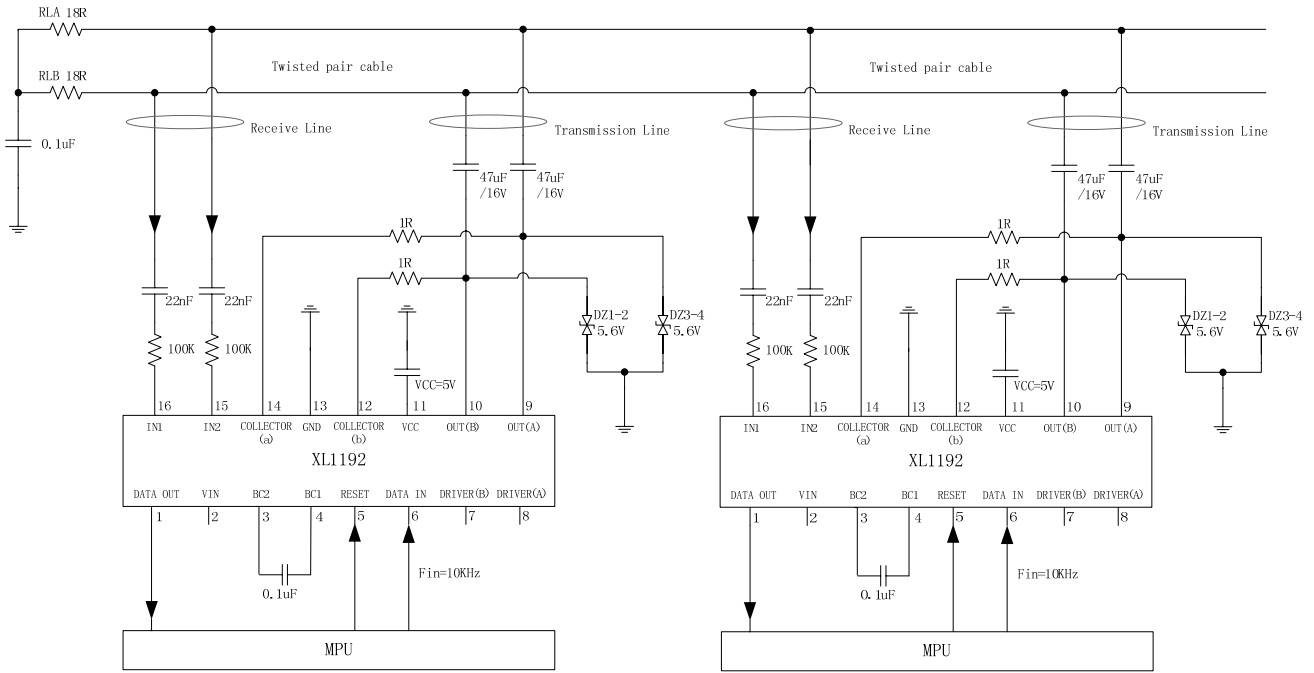 RLA 18R
RLB 18R
Twisted pair cable
Twisted pair cable
0.1uF
Receive Line
Transmission Line
Receive Line
Transmission Line
47uF
/16V
47uF
/16V
47uF
/16V
47uF
/16V
1R
1R
1R
1R
22nF
22nF
22nF
22nF
DZ1-2
5.6V
DZ3-4
5.6V
DZ1-2
5.6V
DZ3-4
5.6V
100K
100K
100K
100K
VCC=5V
VCC=5V
16 15 14 13 12 11 10 9
16 15 14 13 12 11 10 9
IN1 IN2 COLLECTOR GND COLLECTOR VCC OUT(B) OUT(A)
(a) (b)
IN1 IN2 COLLECTOR GND COLLECTOR VCC OUT(B) OUT(A)
(a) (b)
XL1192
XL1192
DATA OUT VIN BC2 BC1 RESET DATA IN DRIVER(B) DRIVER(A)
DATA OUT VIN BC2 BC1 RESET DATA IN DRIVER(B) DRIVER(A)
1 2 3 4 5 6 7 8
1 2 3 4 5 6 7 8
0.1uF
Fin=10KHz
0.1uF
Fin=10KHz
MPU
MPU